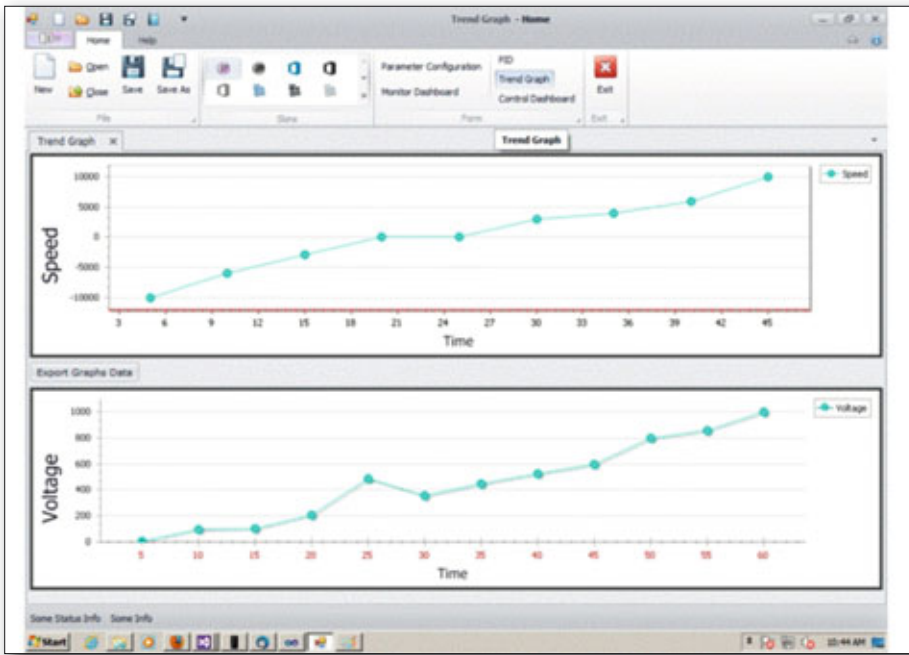 Trend Graph - Home
Home Help
New
Open
Close
Save
Save As
File
Skins
Parameter Configuration
Monitor Dashboard
PID
Trend Graph
Control Dashboard
Form
Exit
Exit
Trend Graph
Trend Graph
Speed
10000
5000
0
-5000
-10000
3 6 9 12 15 18 21 24 27 30 33 36 39 42 45
Time
Speed
Export Graphs Data
Voltage
1000
800
600
400
200
0
5 10 15 20 25 30 35 40 45 50 55 60
Time
Voltage
Some Status Info Some Info
Start
10:44 AM